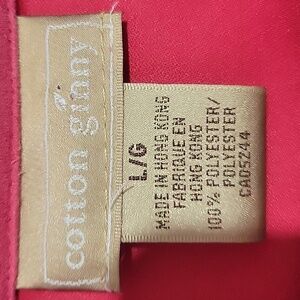 cotton ginny
L/G
MADE IN HONG KONG
FABRIQUE EN
HONG KONG
100% POLYESTER/
POLYESTER
CA05244